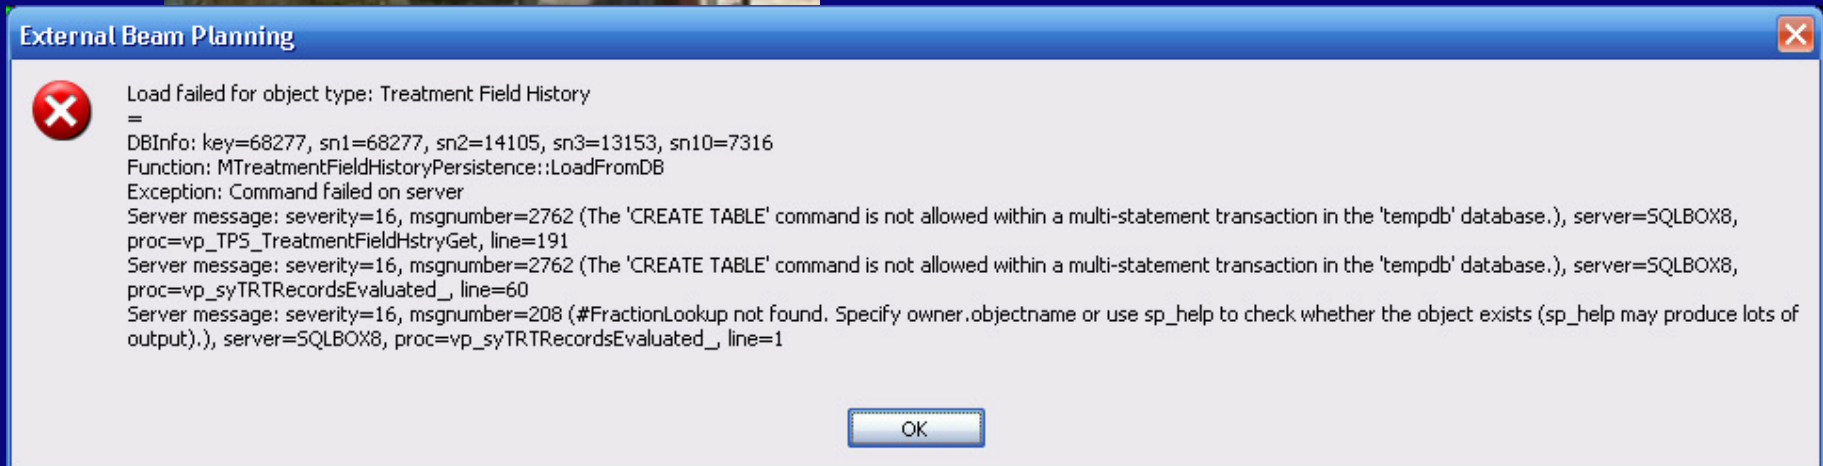 External Beam Planning
Load failed for object type: Treatment Field History
=
DBInfo: key=68277, sn1=68277, sn2=14105, sn3=13153, sn10=7316
Function: MTreatmentFieldHistoryPersistence::LoadFromDB
Exception: Command failed on server
Server message: severity=16, msgnumber=2762 (The 'CREATE TABLE' command is not allowed within a multi-statement transaction in the 'tempdb' database.), server=SQLBOX8,
proc=vp_TPS_TreatmentFieldHstryGet, line=191
Server message: severity=16, msgnumber=2762 (The 'CREATE TABLE' command is not allowed within a multi-statement transaction in the 'tempdb' database.), server=SQLBOX8,
proc=vp_syTRTRecordsEvaluated_, line=60
Server message: severity=16, msgnumber=208 (#FractionLookup not found. Specify owner.objectname or use sp_help to check whether the object exists (sp_help may produce lots of
output).), server=SQLBOX8, proc=vp_syTRTRecordsEvaluated_, line=1
OK